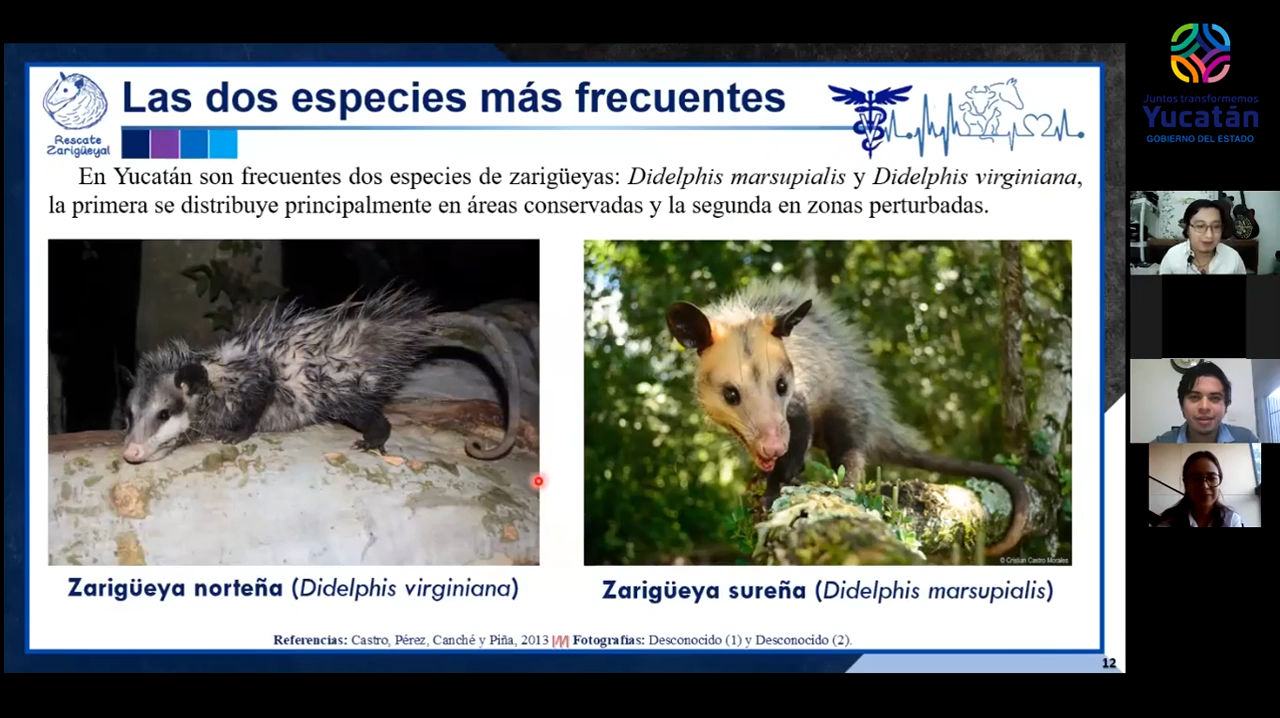 Las dos especies más frecuentes
Rescate
Zarigüeyal
En Yucatán son frecuentes dos especies de zarigüeyas: Didelphis marsupialis y Didelphis virginiana,
la primera se distribuye principalmente en áreas conservadas y la segunda en zonas perturbadas.
© Cristian Castro Morales
Zarigüeya norteña (Didelphis virginiana)
Zarigüeya sureña (Didelphis marsupialis)
Referencias: Castro, Pérez, Canché y Piña, 2013 Fotografías: Desconocido (1) y Desconocido (2).
12
Juntos transformemos
Yucatán
GOBIERNO DEL ESTADO